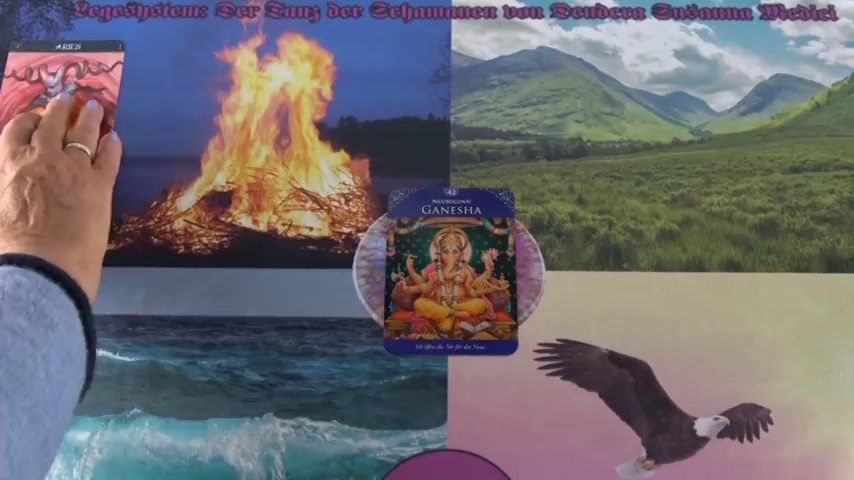 Legesystem: Der Tanz der Schamanen von Dendera Susanna Medici
ARIES
42
NEUBEGINN
GANESHA
Ich öffne die Tür für das Neue